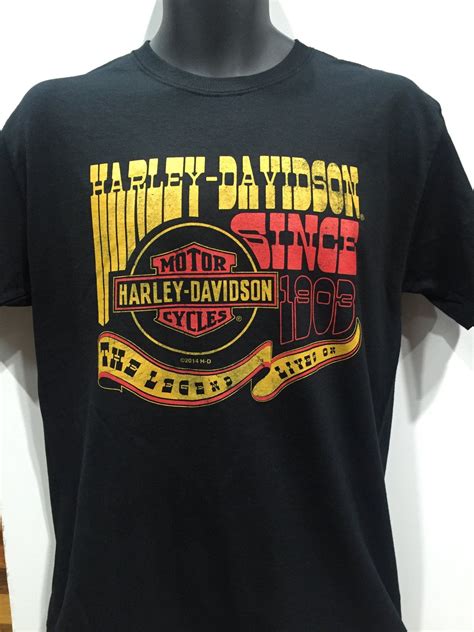 HARLEY-DAVIDSON®
SINCE
1903
MOTOR
HARLEY-DAVIDSON
CYCLES®
©2014 H-D
THE LEGEND LIVES ON